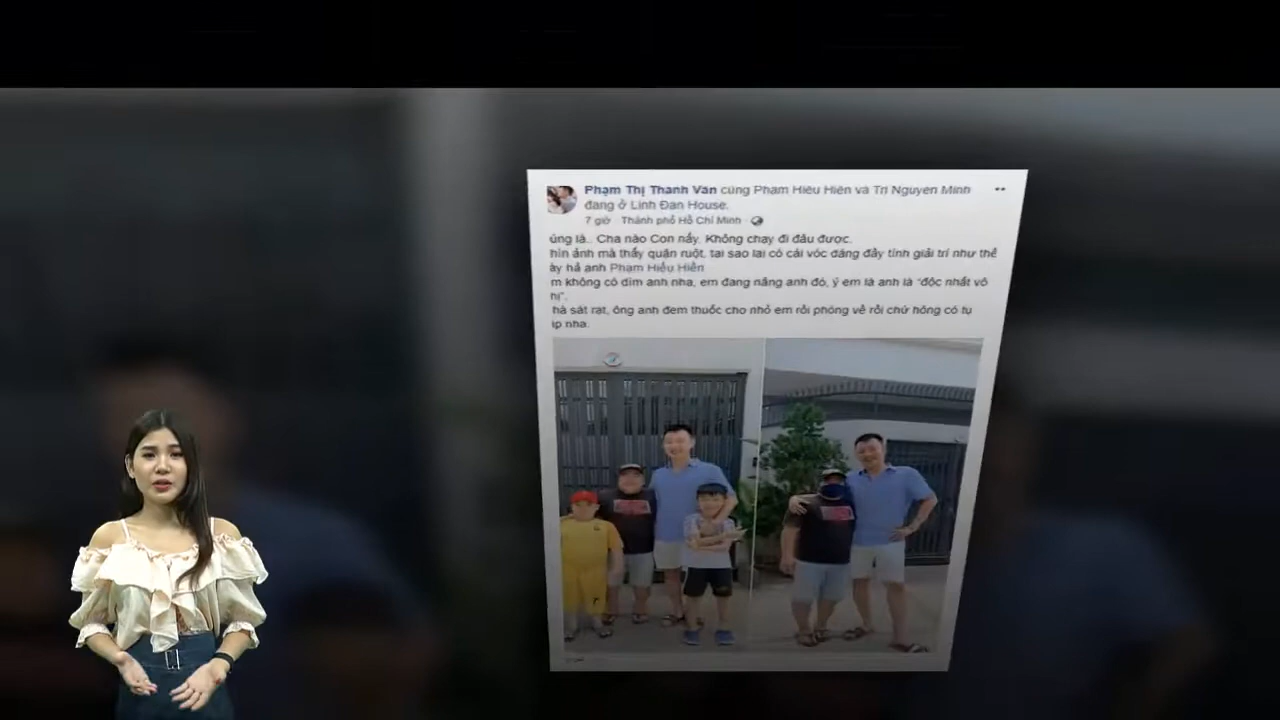 Phạm Thị Thanh Vân cùng Phạm Hiếu Hiền và Trí Nguyen Minh
đang ở Linh Đan House.
7 giờ · Thành phố Hồ Chí Minh
úng là.. Cha nào Con nấy. Không chạy đi đâu được.
hìn ảnh mà thấy quặn ruột, tại sao lại có cái vóc dáng đầy tính giải trí như thế
ày hả anh Phạm Hiếu Hiền
m không có dìm anh nha, em đang nâng anh đó, ý em là anh là "độc nhất vô
hị".
hà sát rạt, ông anh đem thuốc cho nhỏ em rồi phóng về rồi chứ hông có tụ
ập nha.